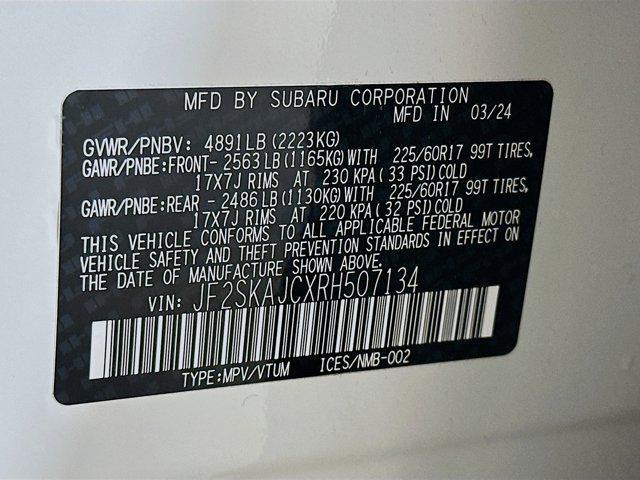 MFD BY SUBARU CORPORATION
MFD IN 03/24
GVWR/PNBV: 4891LB (2223KG)
GAWR/PNBE:FRONT- 2563LB (1165KG)WITH 225/60R17 99T TIRES,
17X7J RIMS AT 230 KPA (33 PSI)COLD
GAWR/PNBE:REAR - 2486LB (1130KG)WITH 225/60R17 99T TIRES,
17X7J RIMS AT 220 KPA (32 PSI)COLD
THIS VEHICLE CONFORMS TO ALL APPLICABLE FEDERAL MOTOR
VEHICLE SAFETY AND THEFT PREVENTION STANDARDS IN EFFECT ON
THE DATE OF MANUFACTURE SHOWN ABOVE.
VIN: JF2SKAJCXRH507134
TYPE:MPV/VTUM ICES/NMB-002